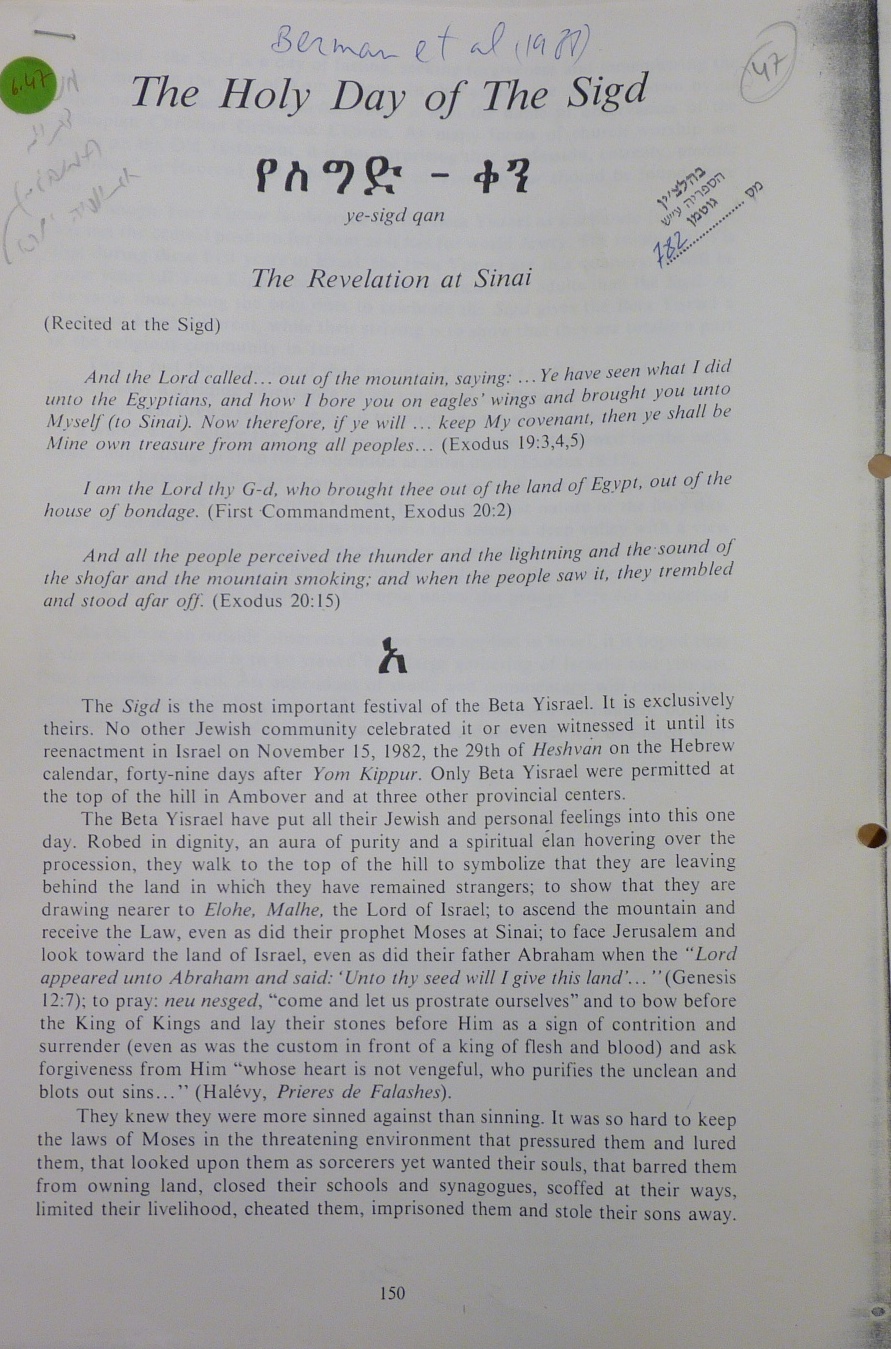 Berman et al (1987)
47
6.47
The Holy Day of The Sigd
የስግድ - ቀን
ye-sigd qan
בהלצ"ין
הספריה ע"ש
גוטמן
מס
782
The Revelation at Sinai
(Recited at the Sigd)
And the Lord called... out of the mountain, saying: ... Ye have seen what I did
unto the Egyptians, and how I bore you on eagles' wings and brought you unto
Myself (to Sinai). Now therefore, if ye will ... keep My covenant, then ye shall be
Mine own treasure from among all peoples... (Exodus 19:3,4,5)
I am the Lord thy G-d, who brought thee out of the land of Egypt, out of the
house of bondage. (First Commandment, Exodus 20:2)
And all the people perceived the thunder and the lightning and the sound of
the shofar and the mountain smoking; and when the people saw it, they trembled
and stood afar off. (Exodus 20:15)
አ
The Sigd is the most important festival of the Beta Yisrael. It is exclusively
theirs. No other Jewish community celebrated it or even witnessed it until its
reenactment in Israel on November 15, 1982, the 29th of Heshvan on the Hebrew
calendar, forty-nine days after Yom Kippur. Only Beta Yisrael were permitted at
the top of the hill in Ambover and at three other provincial centers.
The Beta Yisrael have put all their Jewish and personal feelings into this one
day. Robed in dignity, an aura of purity and a spiritual élan hovering over the
procession, they walk to the top of the hill to symbolize that they are leaving
behind the land in which they have remained strangers; to show that they are
drawing nearer to Elohe, Malhe, the Lord of Israel; to ascend the mountain and
receive the Law, even as did their prophet Moses at Sinai; to face Jerusalem and
look toward the land of Israel, even as did their father Abraham when the "Lord
appeared unto Abraham and said: 'Unto thy seed will I give this land'... "(Genesis
12:7); to pray: neu nesged, "come and let us prostrate ourselves" and to bow before
the King of Kings and lay their stones before Him as a sign of contrition and
surrender (even as was the custom in front of a king of flesh and blood) and ask
forgiveness from Him "whose heart is not vengeful, who purifies the unclean and
blots out sins..." (Halévy, Prieres de Falashes).
They knew they were more sinned against than sinning. It was so hard to keep
the laws of Moses in the threatening environment that pressured them and lured
them, that looked upon them as sorcerers yet wanted their souls, that barred them
from owning land, closed their schools and synagogues, scoffed at their ways,
limited their livelihood, cheated them, imprisoned them and stole their sons away.
150